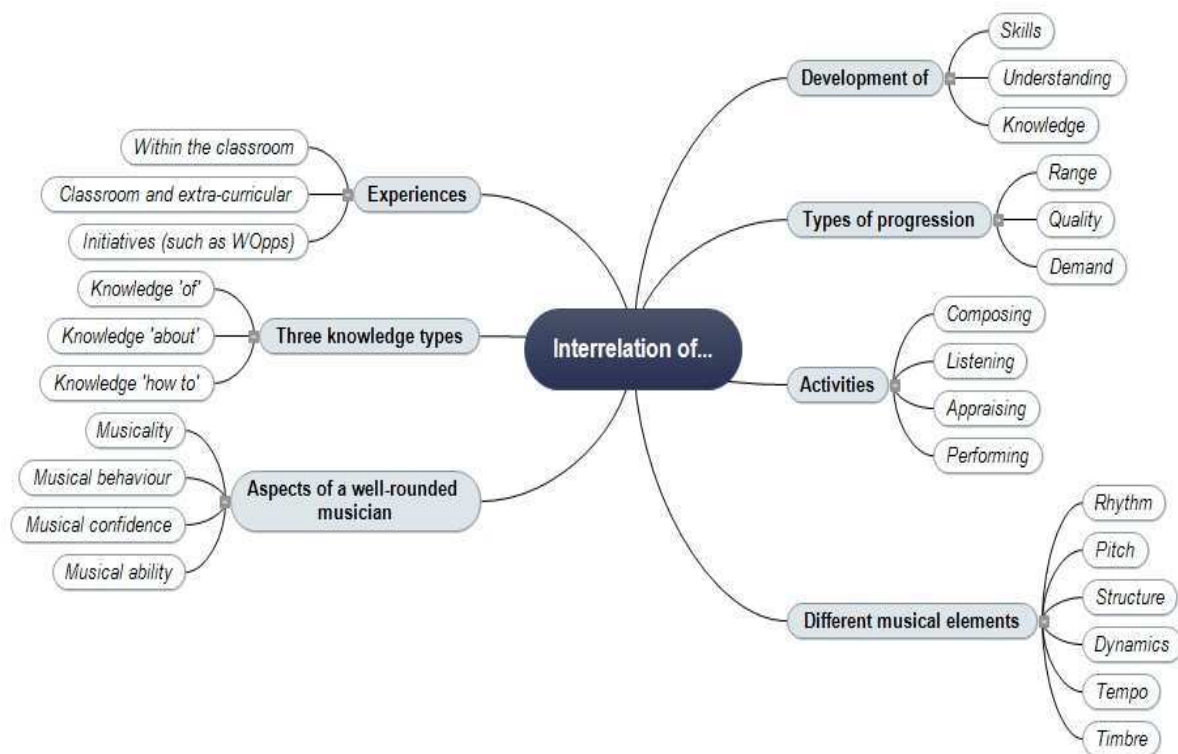 Interrelation of...
Experiences
Within the classroom
Classroom and extra-curricular
Initiatives (such as WOpps)
Three knowledge types
Knowledge 'of'
Knowledge 'about'
Knowledge 'how to'
Aspects of a well-rounded
musician
Musicality
Musical behaviour
Musical confidence
Musical ability
Development of
Skills
Understanding
Knowledge
Types of progression
Range
Quality
Demand
Activities
Composing
Listening
Appraising
Performing
Different musical elements
Rhythm
Pitch
Structure
Dynamics
Tempo
Timbre